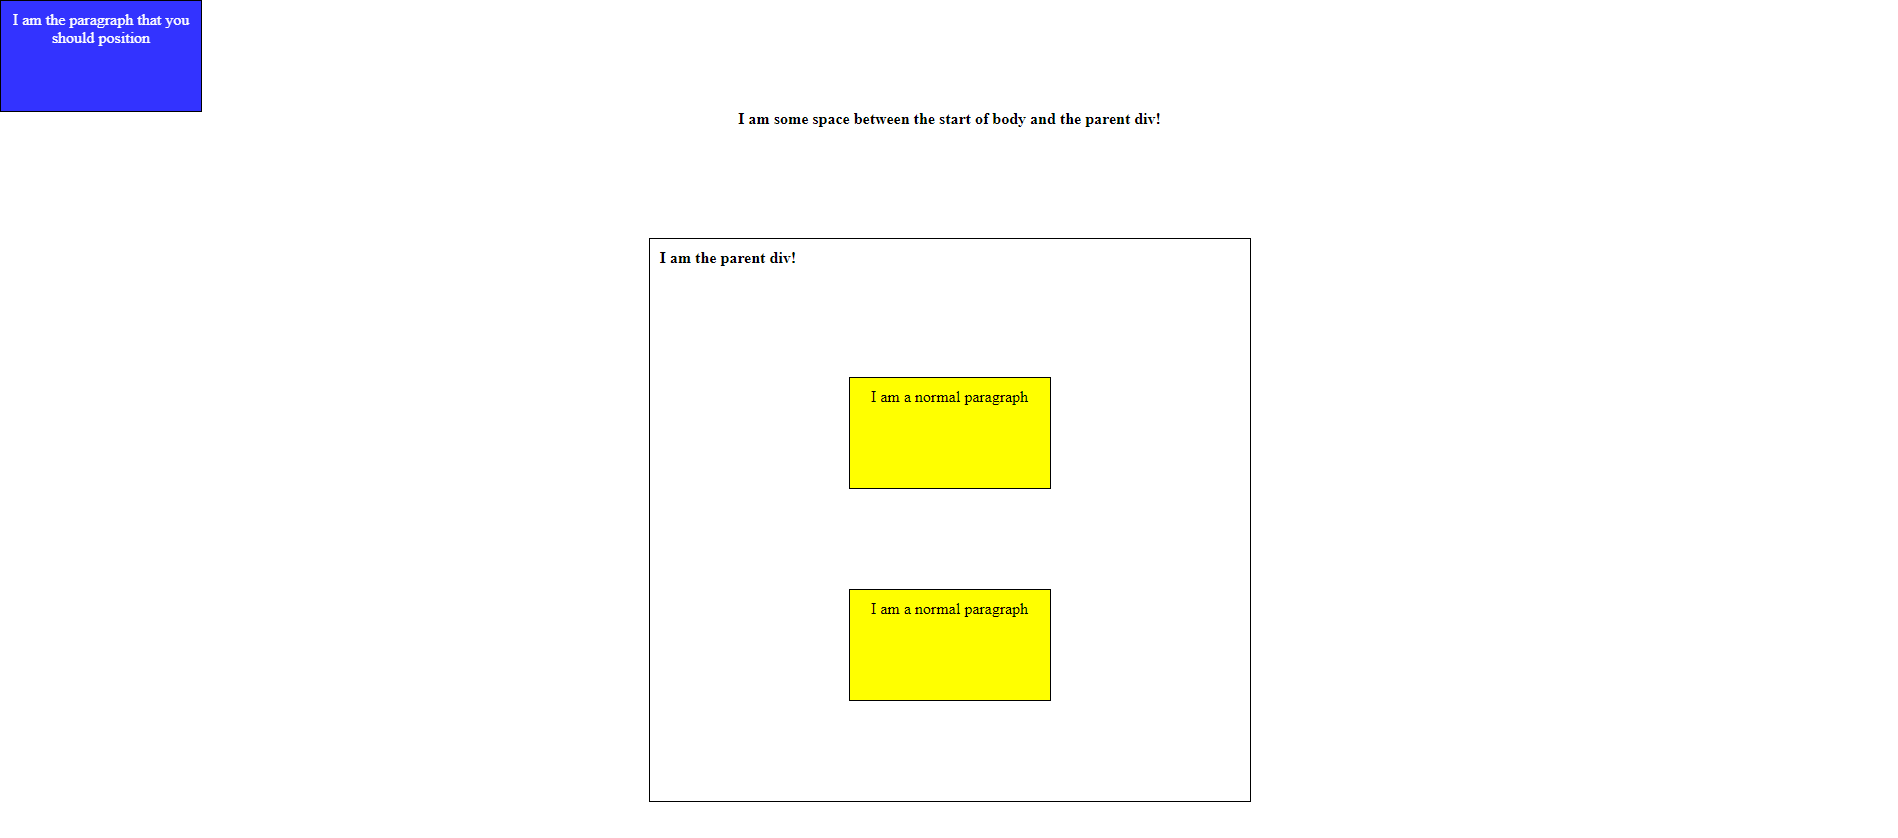 I am the paragraph that you
should position
I am some space between the start of body and the parent div!
I am the parent div!
I am a normal paragraph
I am a normal paragraph